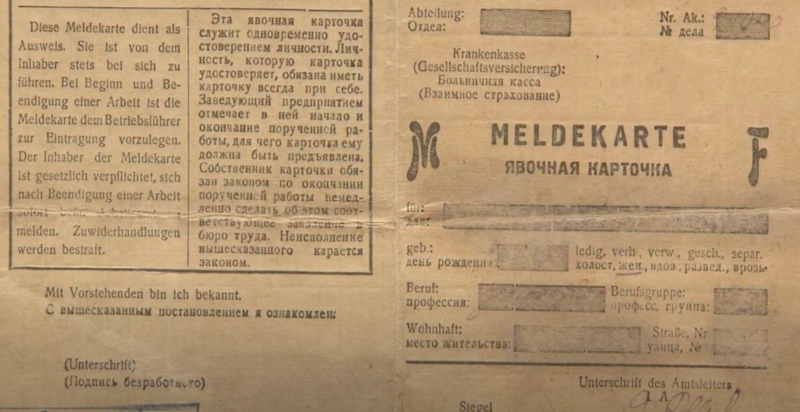 Diese Meldekarte dient als
Ausweis. Sie ist von dem
Inhaber stets bei sich zu
führen. Bei Beginn und Be-
endigung einer Arbeit ist die
Meldekarte dem Betriebsführer
zur Eintragung vorzulegen.
Der Inhaber der Meldekarte
ist gesetzlich verpflichtet, sich
nach Beendigung einer Arbeit
melden. Zuwiderhandlungen
werden bestraft.
Эта явочная карточка
служит одновременно удо-
стоверением личности. Лич-
ность, которую карточка
удостоверяет, обязана иметь
карточку всегда при себе.
Заведующий предприятием
отмечает в ней начало и
окончание порученной ра-
боты, для чего карточка ему
должна быть предъявлена.
Собственник карточки обя-
зан законом по окончании
порученной работы немед-
ленно сделать об этом соот-
ветствующее заявление в
бюро труда. Неисполнение
вышесказанного карается
законом.
Mit Vorstehenden bin ich bekannt.
С вышесказанным постановлением я ознакомлен:
(Unterschrift)
(Подпись безработного)
Abteilung:
Отдел:
Nr. Ak.:
№ дела
Krankenkasse
(Gesellschaftsversicherung):
Больничная касса
(Взаимное страхование)
M
MELDEKARTE
F
ЯВОЧНАЯ КАРТОЧКА
für:
для:
geb.:
день рождения:
ledig, verh., verw., gesch., separ.
холост, жен., вдов., развед., врозь.
Beruf:
профессия:
Berufsgruppe:
професс. группа:
Wohnhaft:
место жительства:
Straße, Nr.
улица, №
Unterschrift des Amtsleiters
I. A.
Siegel